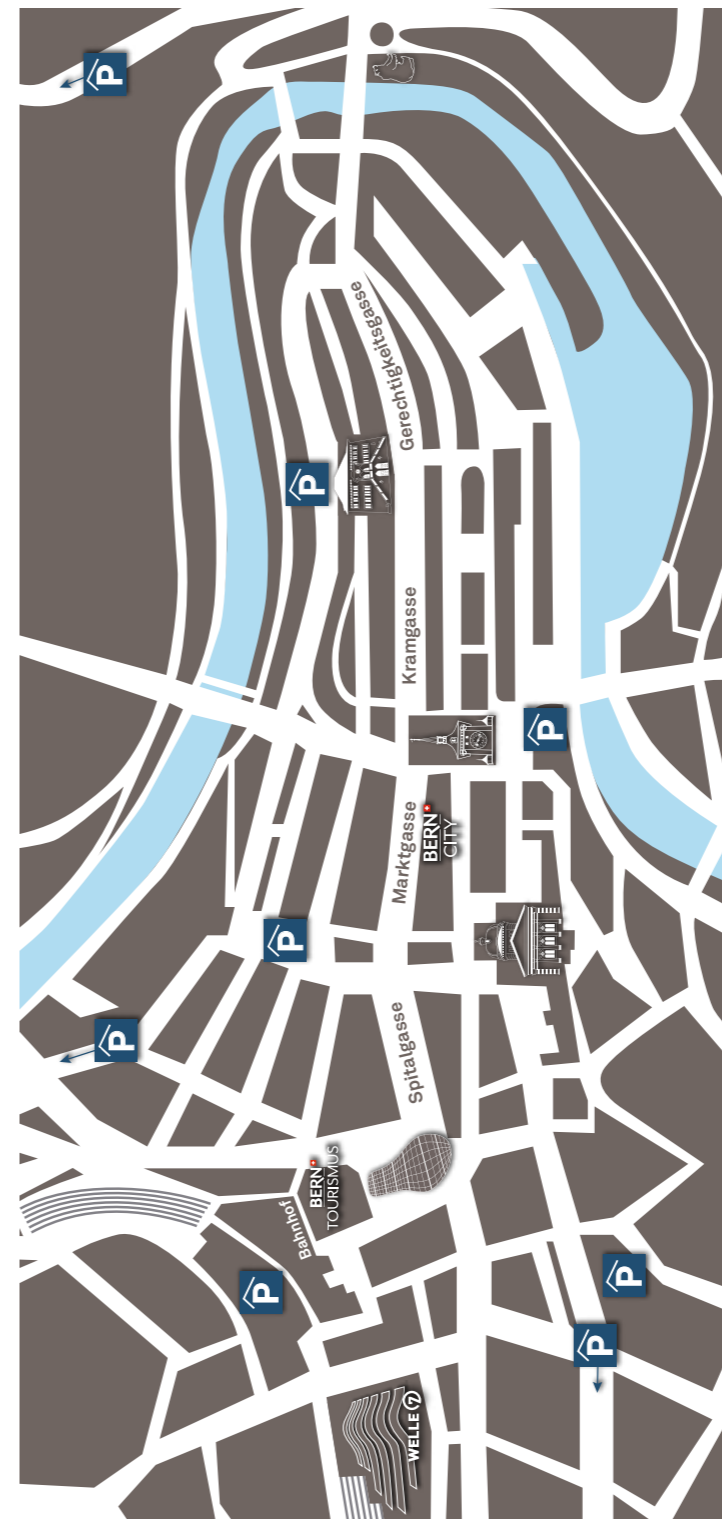 P
Gerechtigkeitsgasse
P
Kramgasse
P
Marktgasse
BERN
CITY
P
P
Spitalgasse
BERN
TOURISMUS
Bahnhof
P
P
P
WELLE 7